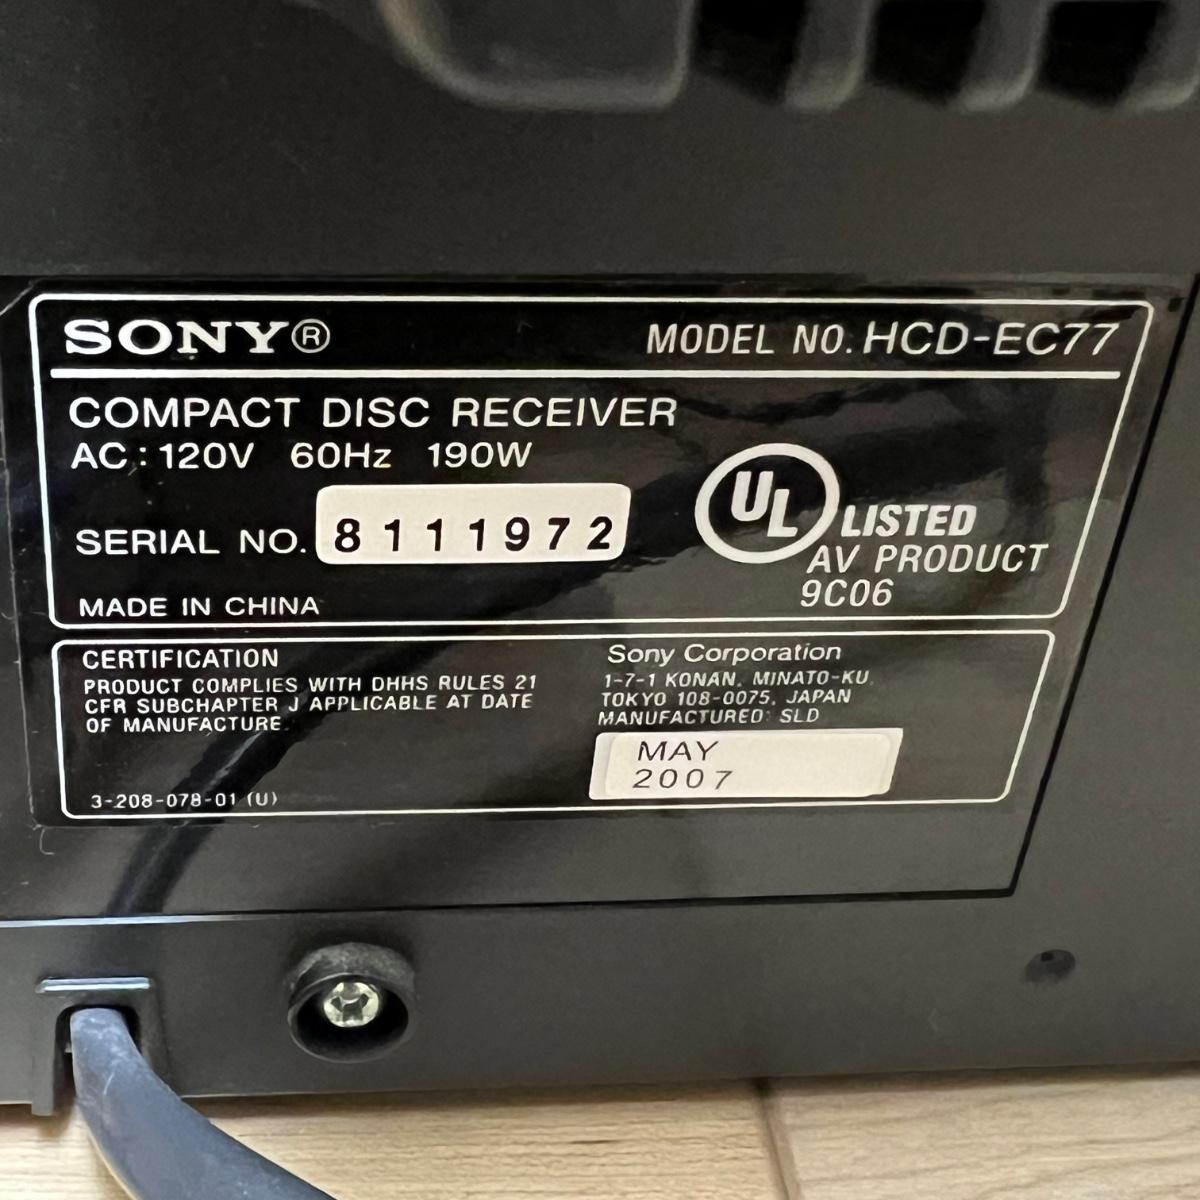 SONY®
MODEL NO. HCD-EC77
COMPACT DISC RECEIVER
AC: 120V 60Hz 190W
SERIAL NO. 8111972
UL LISTED
AV PRODUCT
9C06
MADE IN CHINA
CERTIFICATION
PRODUCT COMPLIES WITH DHHS RULES 21
CFR SUBCHAPTER J APPLICABLE AT DATE
OF MANUFACTURE.
3-208-078-01 (U)
Sony Corporation
1-7-1 KONAN, MINATO-KU,
TOKYO 108-0075, JAPAN
MANUFACTURED: SLD
MAY
2007